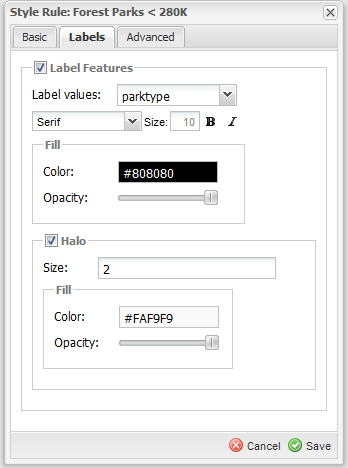 Style Rule: Forest Parks < 280K
Basic Labels Advanced
Label Features
Label values: parktype
Serif Size: 10 B I
Fill
Color: #808080
Opacity:
Halo
Size: 2
Fill
Color: #FAF9F9
Opacity:
Cancel Save